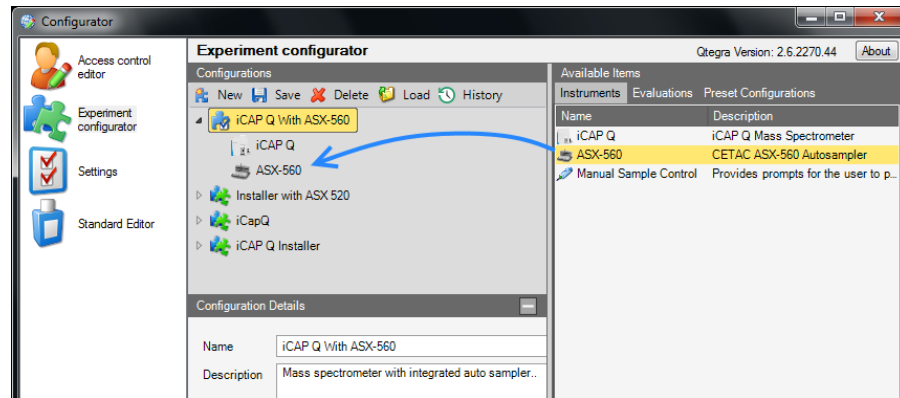 Configurator
Access control
editor
Experiment
configurator
Settings
Standard Editor
Experiment configurator
Qtegra Version: 2.6.2270.44 About
Configurations
New Save Delete Load History
iCAP Q With ASX-560
iCAP Q
ASX-560
Installer with ASX 520
iCapQ
iCAP Q Installer
Configuration Details
Name iCAP Q With ASX-560
Description Mass spectrometer with integrated auto sampler..
Available Items
Instruments Evaluations Preset Configurations
Name Description
iCAP Q iCAP Q Mass Spectrometer
ASX-560 CETAC ASX-560 Autosampler
Manual Sample Control Provides prompts for the user to p...